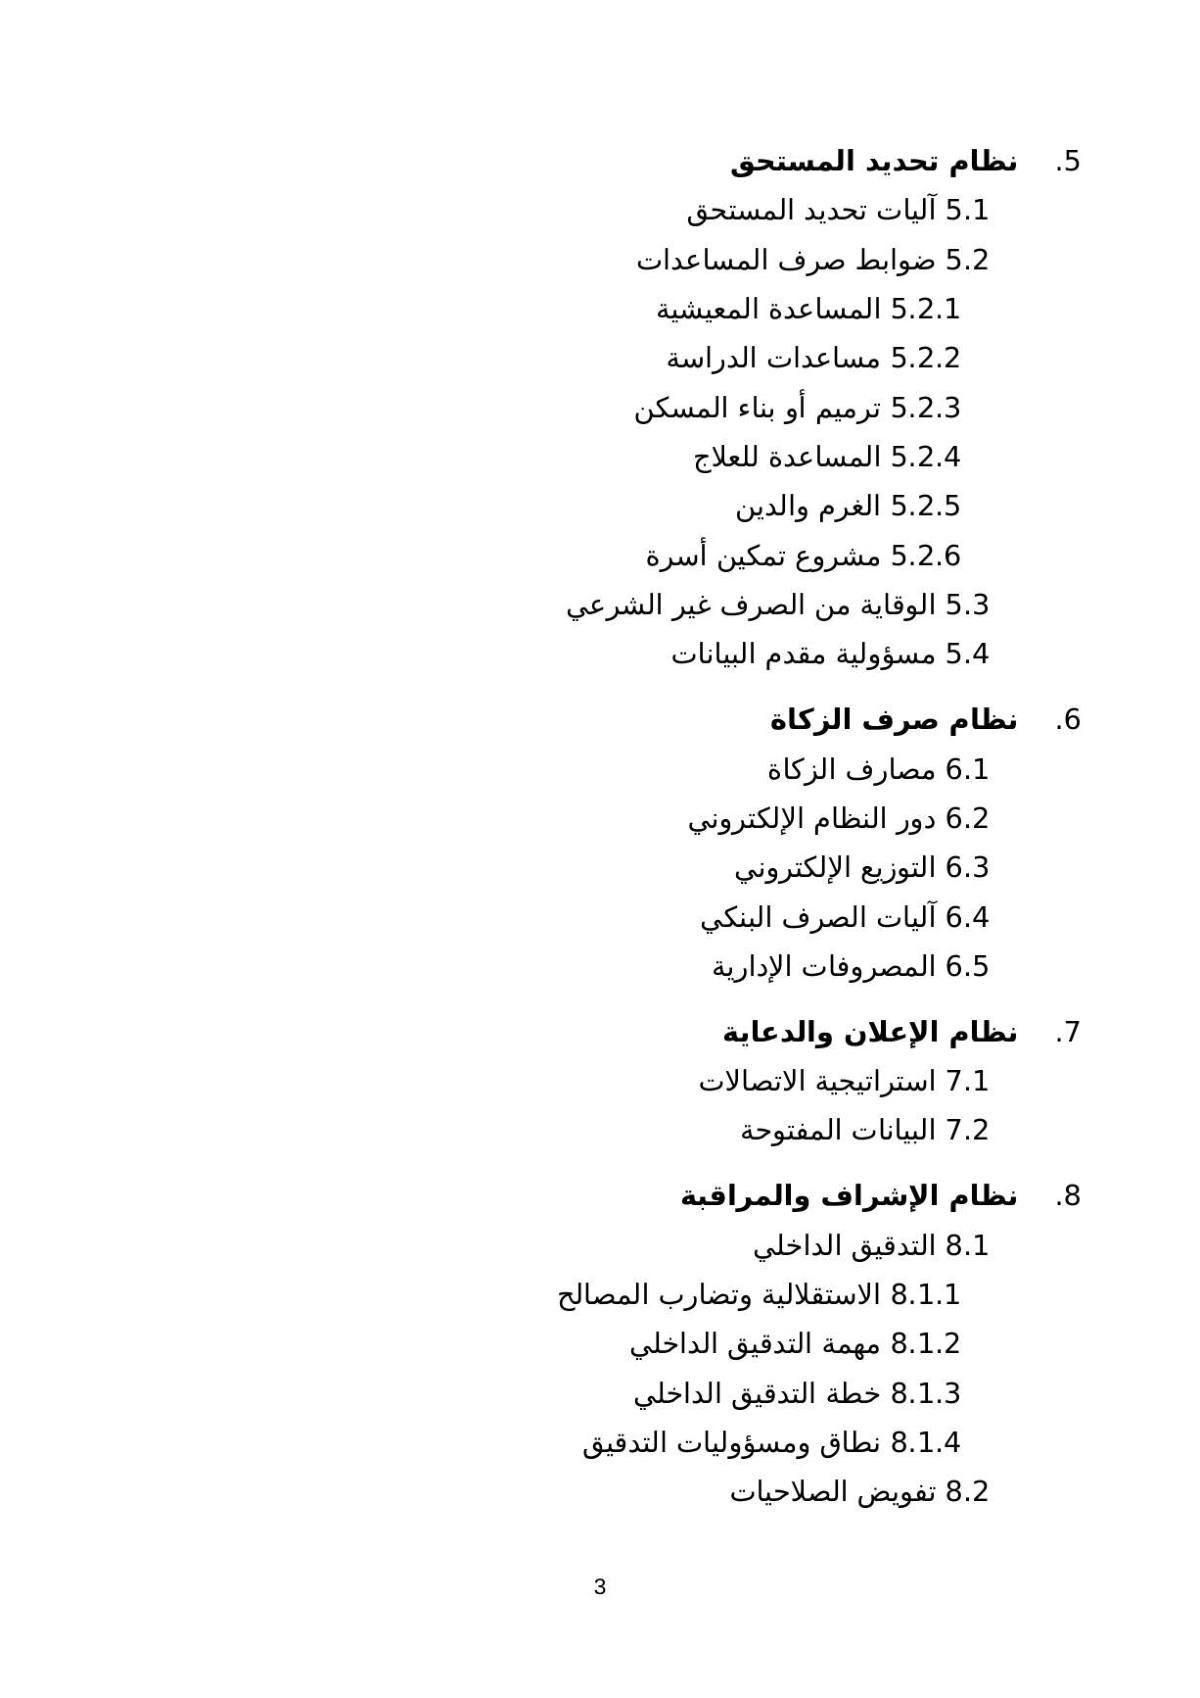 5. نظام تحديد المستحق
5.1 آليات تحديد المستحق
5.2 ضوابط صرف المساعدات
5.2.1 المساعدة المعيشية
5.2.2 مساعدات الدراسة
5.2.3 ترميم أو بناء المسكن
5.2.4 المساعدة للعلاج
5.2.5 الغرم والدين
5.2.6 مشروع تمكين أسرة
5.3 الوقاية من الصرف غير الشرعي
5.4 مسؤولية مقدم البيانات
6. نظام صرف الزكاة
6.1 مصارف الزكاة
6.2 دور النظام الإلكتروني
6.3 التوزيع الإلكتروني
6.4 آليات الصرف البنكي
6.5 المصروفات الإدارية
7. نظام الإعلان والدعاية
7.1 استراتيجية الاتصالات
7.2 البيانات المفتوحة
8. نظام الإشراف والمراقبة
8.1 التدقيق الداخلي
8.1.1 الاستقلالية وتضارب المصالح
8.1.2 مهمة التدقيق الداخلي
8.1.3 خطة التدقيق الداخلي
8.1.4 نطاق ومسؤوليات التدقيق
8.2 تفويض الصلاحيات
3